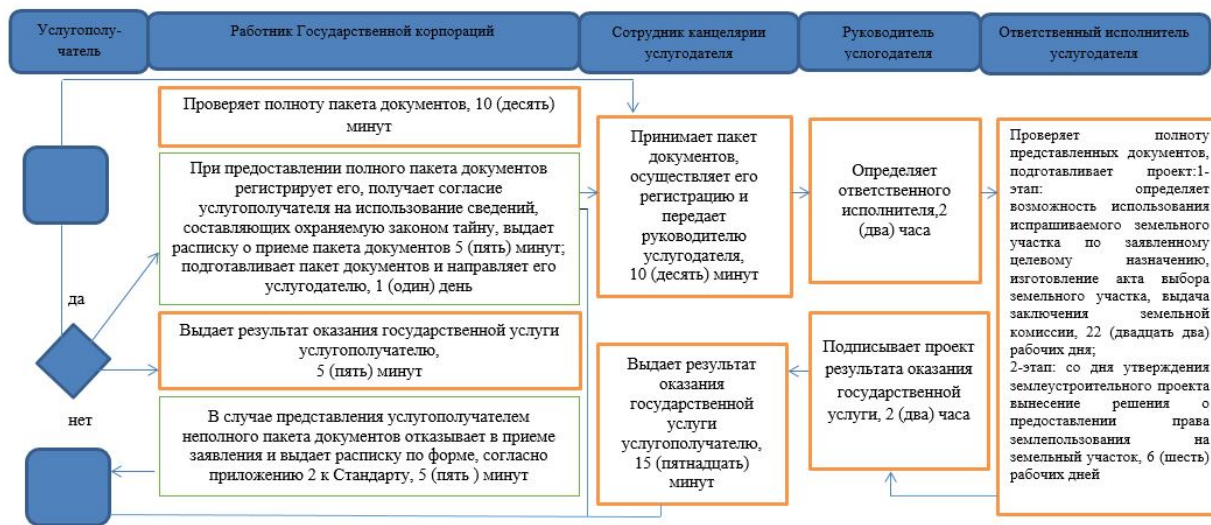 Услугополу-
чатель
Работник Государственной корпораций
Сотрудник канцелярии
услугодателя
Руководитель
услогодателя
Ответственный исполнитель
услугодателя
Проверяет полноту пакета документов, 10 (десять)
минут
При предоставлении полного пакета документов
регистрирует его, получает согласие
услугополучателя на использование сведений,
составляющих охраняемую законом тайну, выдает
расписку о приеме пакета документов 5 (пять) минут;
подготавливает пакет документов и направляет его
услугодателю, 1 (один) день
Выдает результат оказания государственной услуги
услугополучателю,
5 (пять) минут
В случае представления услугополучателем
неполного пакета документов отказывает в приеме
заявления и выдает расписку по форме, согласно
приложению 2 к Стандарту, 5 (пять ) минут
да
нет
Принимает пакет
документов,
осуществляет его
регистрацию и
передает
руководителю
услугодателя,
10 (десять) минут
Выдает результат
оказания
государственной
услуги
услугополучателю,
15 (пятнадцать)
минут
Определяет
ответственного
исполнителя,2
(два) часа
Подписывает проект
результата оказания
государственной
услуги, 2 (два) часа
Проверяет полноту
представленных документов,
подготавливает проект:1-
этап: определяет
возможность использования
испрашиваемого земельного
участка по заявленному
целевому назначению,
изготовление акта выбора
земельного участка, выдача
заключения земельной
комиссии, 22 (двадцать два)
рабочих дня;
2-этап: со дня утверждения
землеустроительного проекта
вынесение решения о
предоставлении права
землепользования на
земельный участок, 6 (шесть)
рабочих дней